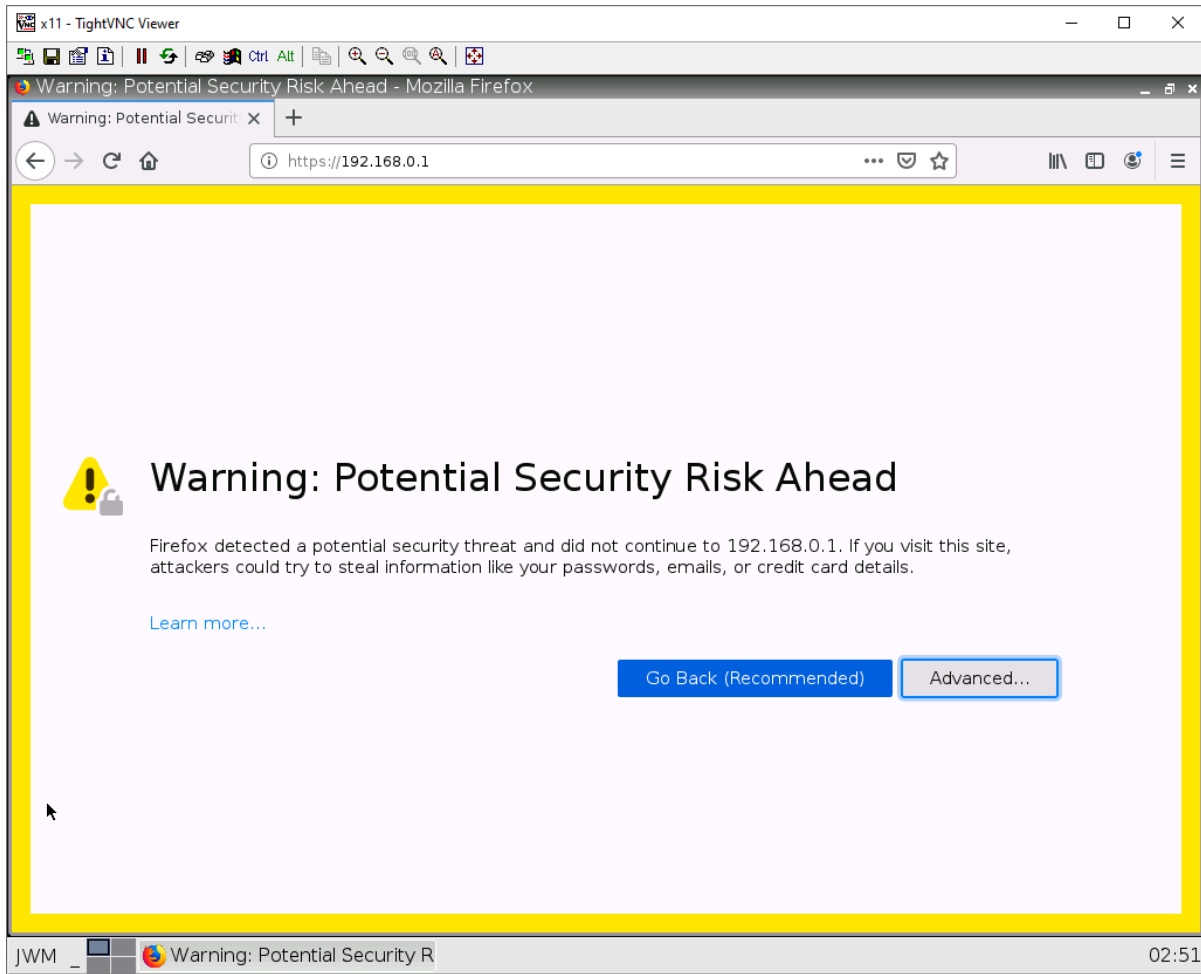 x11 - TightVNC Viewer
Ctrl Alt
Warning: Potential Security Risk Ahead - Mozilla Firefox
Warning: Potential Securit
https://192.168.0.1
Warning: Potential Security Risk Ahead
Firefox detected a potential security threat and did not continue to 192.168.0.1. If you visit this site,
attackers could try to steal information like your passwords, emails, or credit card details.
Learn more...
Go Back (Recommended) Advanced...
JWM _ Warning: Potential Security R 02:51